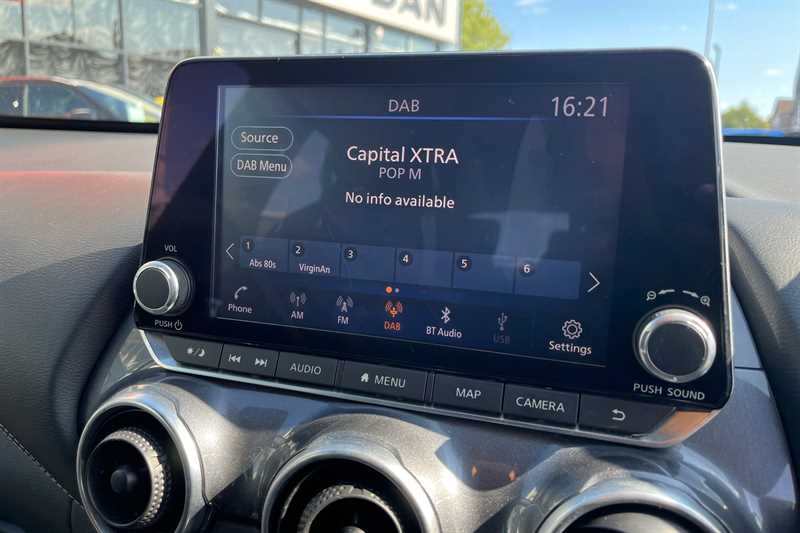 DAN
DAB
16:21
Source
DAB Menu
Capital XTRA
POP M
No info available
1
Abs 80s
2
VirginAn
3
4
5
6
Phone
AM
FM
DAB
BT Audio
USB
Settings
VOL
PUSH
PUSH SOUND
AUDIO
MENU
MAP
CAMERA